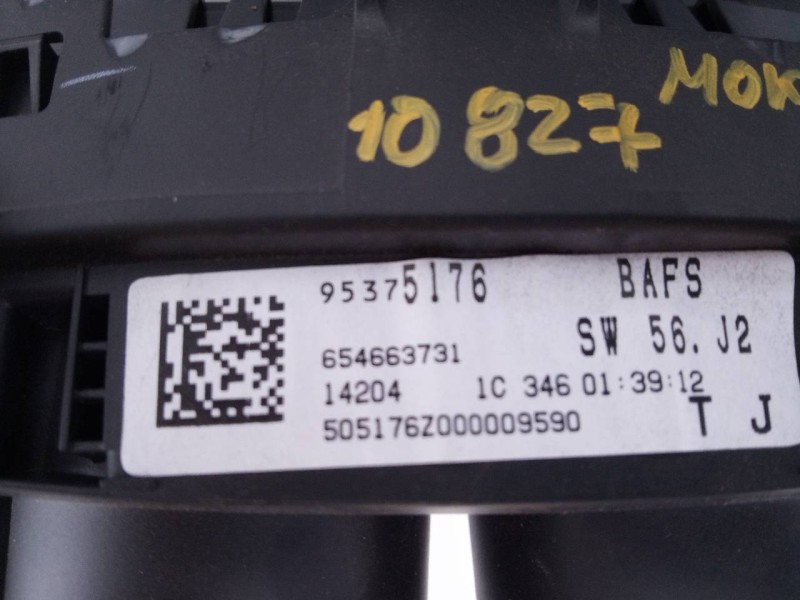 10 827 MOK
95375176 BAFS
SW 56.J2
654663731
14204 1C 346 01:39:12
505176Z000009590 T J